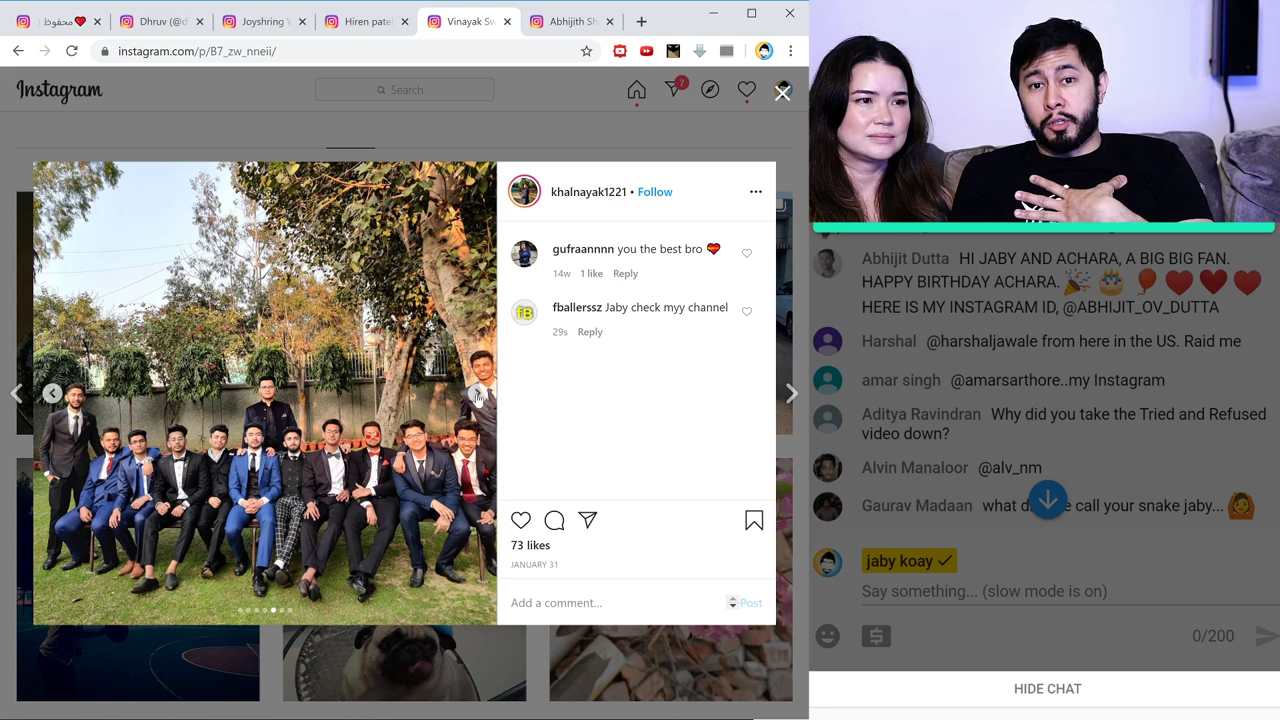 محفوظ
Dhruv (@d
Joyshring Y
Hiren patel
Vinayak Sw
Abhijith Sh
instagram.com/p/B7_zw_nneii/
Instagram
Search
7
khalnayak1221 • Follow
gufraannnn you the best bro
14w 1 like Reply
fballerssz Jaby check myy channel
29s Reply
73 likes
JANUARY 31
Add a comment...
Post
Abhijit Dutta HI JABY AND ACHARA, A BIG BIG FAN.
HAPPY BIRTHDAY ACHARA.
HERE IS MY INSTAGRAM ID, @ABHIJIT_OV_DUTTA
Harshal @harshaljawale from here in the US. Raid me
amar singh @amarsarthore..my Instagram
Aditya Ravindran Why did you take the Tried and Refused
video down?
Alvin Manaloor @alv_nm
Gaurav Madaan what call your snake jaby...
jaby koay
Say something... (slow mode is on)
0/200
HIDE CHAT